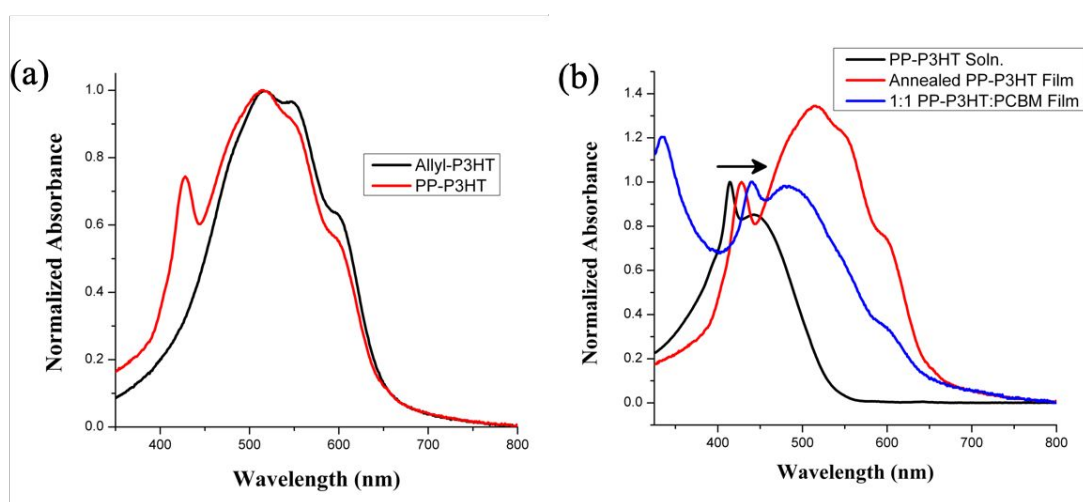 (a)
Normalized Absorbance
1.0
0.8
0.6
0.4
0.2
0.0
Allyl-P3HT
PP-P3HT
400 500 600 700 800
Wavelength (nm)
(b)
Normalized Absorbance
1.4
1.2
1.0
0.8
0.6
0.4
0.2
0.0
PP-P3HT Soln.
Annealed PP-P3HT Film
1:1 PP-P3HT:PCBM Film
400 500 600 700 800
Wavelength (nm)